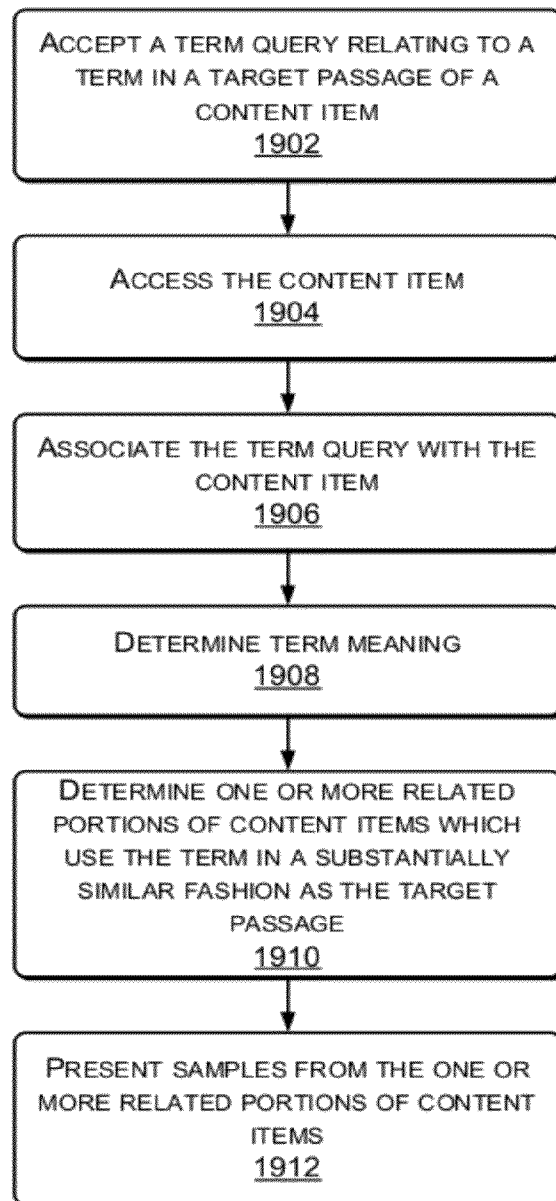 ACCEPT A TERM QUERY RELATING TO A
TERM IN A TARGET PASSAGE OF A
CONTENT ITEM
1902
ACCESS THE CONTENT ITEM
1904
ASSOCIATE THE TERM QUERY WITH THE
CONTENT ITEM
1906
DETERMINE TERM MEANING
1908
DETERMINE ONE OR MORE RELATED
PORTIONS OF CONTENT ITEMS WHICH
USE THE TERM IN A SUBSTANTIALLY
SIMILAR FASHION AS THE TARGET
PASSAGE
1910
PRESENT SAMPLES FROM THE ONE OR
MORE RELATED PORTIONS OF CONTENT
ITEMS
1912